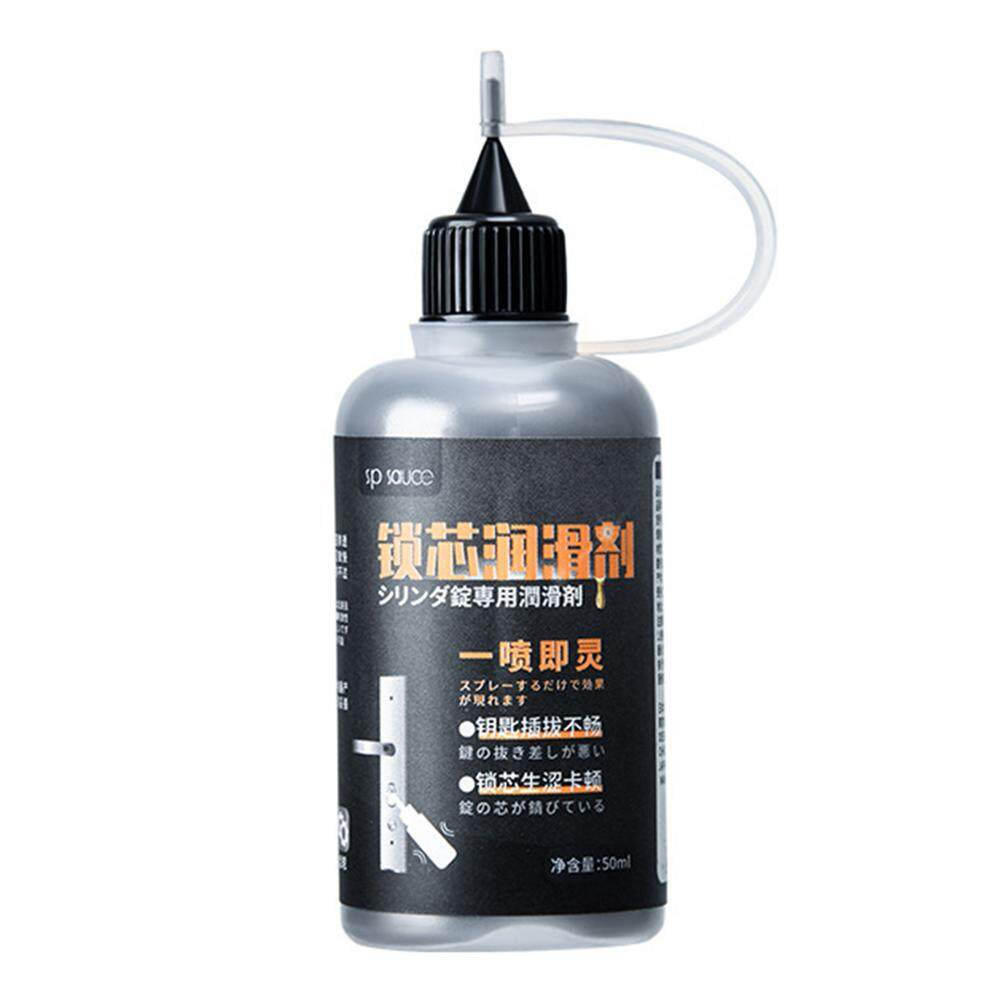 sp sauce
锁芯润滑剂
シリンダ錠専用潤滑剤
一喷即灵
スプレーするだけで効果
が現れます
●钥匙插拔不畅
鍵の抜き差しが悪い
●锁芯生涩卡顿
錠の芯が錆びている
净含量:50ml